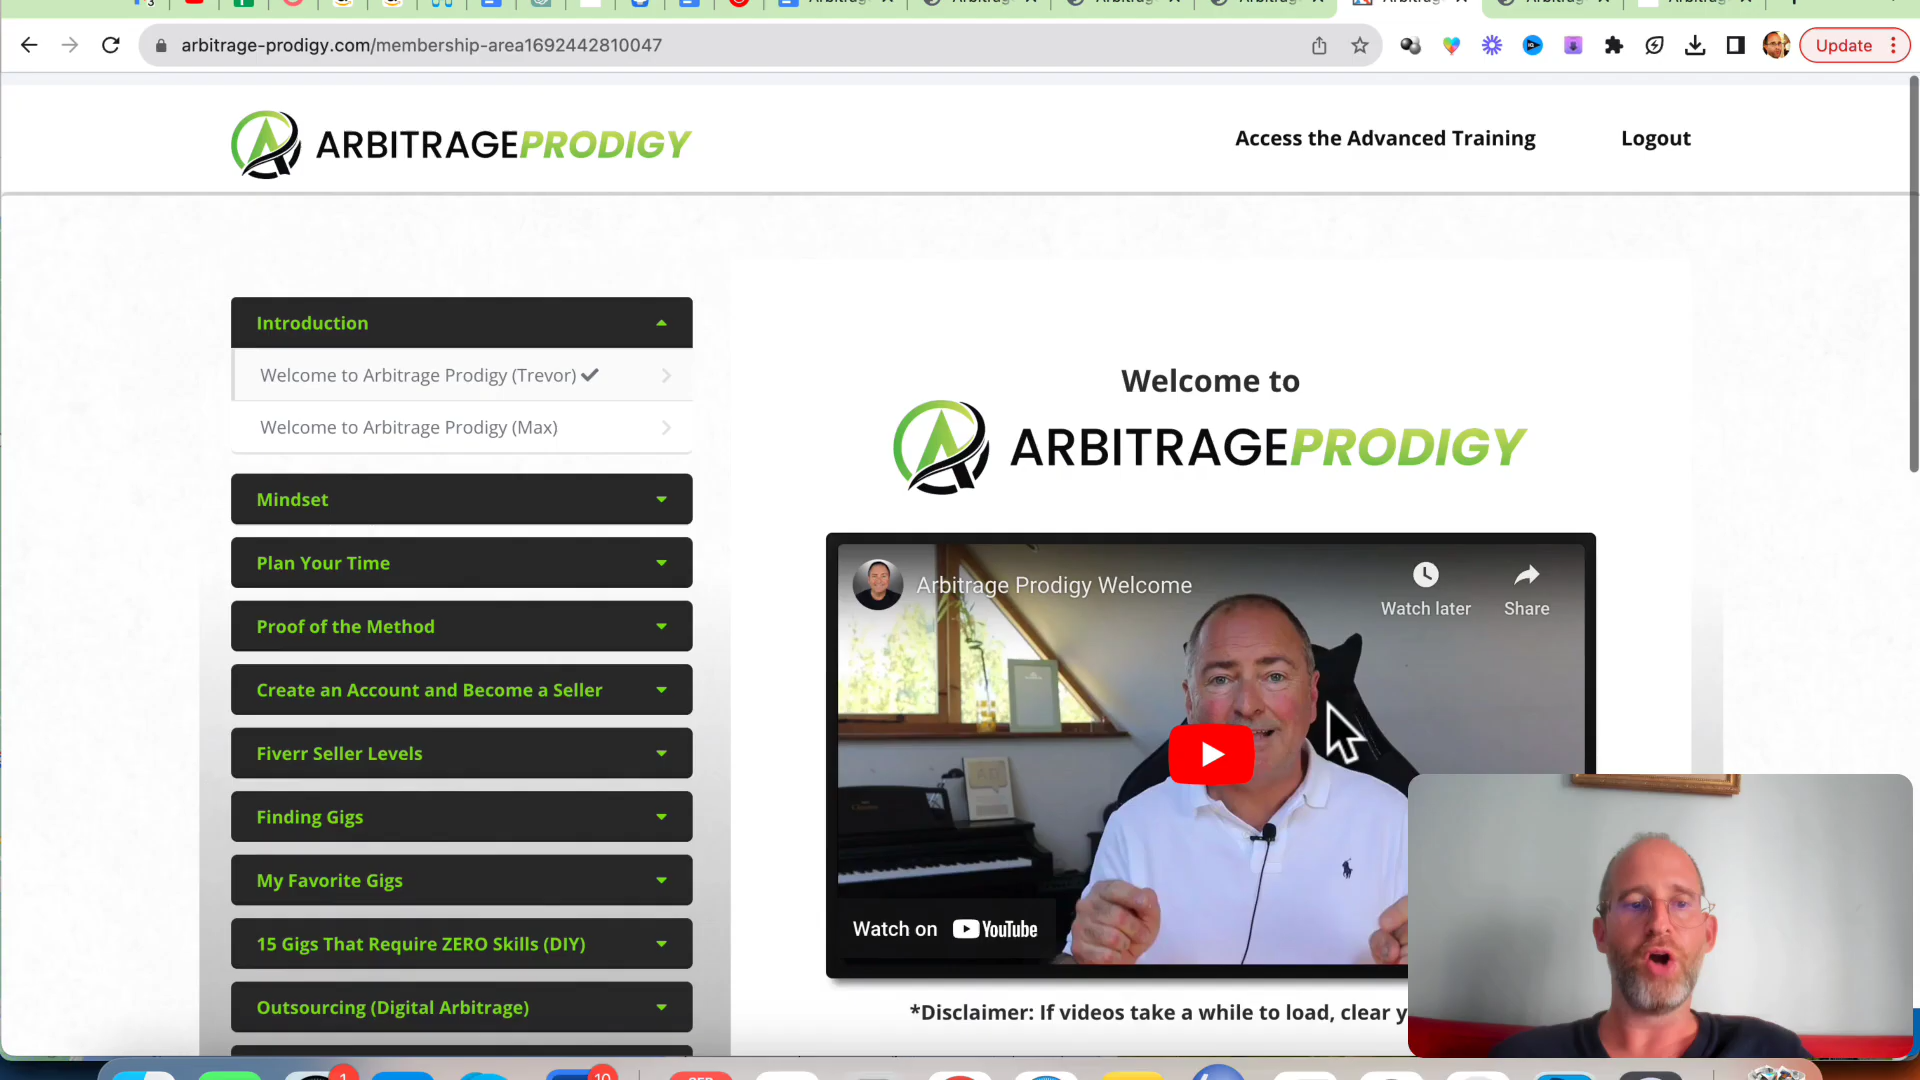 arbitrage-prodigy.com/membership-area1692442810047
Update
ARBITRAGEPRODIGY
Access the Advanced Training
Logout
Introduction
Welcome to Arbitrage Prodigy (Trevor)
Welcome to Arbitrage Prodigy (Max)
Mindset
Plan Your Time
Proof of the Method
Create an Account and Become a Seller
Fiverr Seller Levels
Finding Gigs
My Favorite Gigs
15 Gigs That Require ZERO Skills (DIY)
Outsourcing (Digital Arbitrage)
Welcome to
ARBITRAGEPRODIGY
Arbitrage Prodigy Welcome
Watch later
Share
Watch on YouTube
*Disclaimer: If videos take a while to load, clear y
1
10